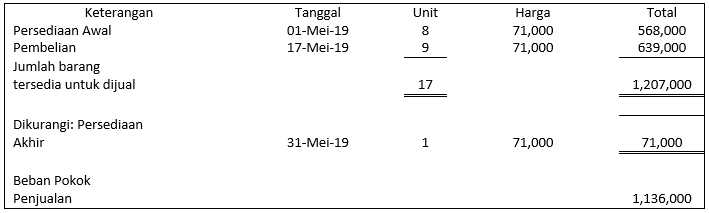 Keterangan Tanggal Unit Harga Total
Persediaan Awal 01-Mei-19 8 71,000 568,000
Pembelian 17-Mei-19 9 71,000 639,000
Jumlah barang
tersedia untuk dijual 17 1,207,000
Dikurangi: Persediaan
Akhir 31-Mei-19 1 71,000 71,000
Beban Pokok
Penjualan 1,136,000